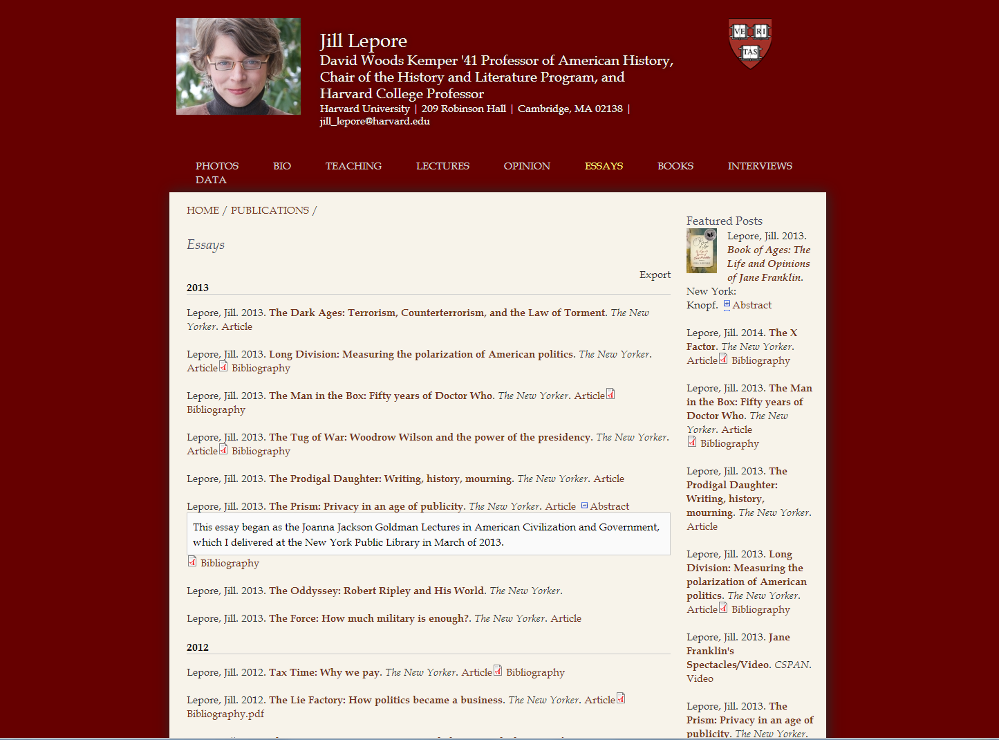 Jill Lepore
David Woods Kemper '41 Professor of American History,
Chair of the History and Literature Program, and
Harvard College Professor
Harvard University | 209 Robinson Hall | Cambridge, MA 02138 |
jill_lepore@harvard.edu
VE RI
TAS
PHOTOS BIO TEACHING LECTURES OPINION ESSAYS BOOKS INTERVIEWS
DATA
HOME / PUBLICATIONS /
Essays
Export
2013
Lepore, Jill. 2013. The Dark Ages: Terrorism, Counterterrorism, and the Law of Torment. The New
Yorker. Article
Lepore, Jill. 2013. Long Division: Measuring the polarization of American politics. The New Yorker.
Article Bibliography
Lepore, Jill. 2013. The Man in the Box: Fifty years of Doctor Who. The New Yorker. Article
Bibliography
Lepore, Jill. 2013. The Tug of War: Woodrow Wilson and the power of the presidency. The New Yorker.
Article Bibliography
Lepore, Jill. 2013. The Prodigal Daughter: Writing, history, mourning. The New Yorker. Article
Lepore, Jill. 2013. The Prism: Privacy in an age of publicity. The New Yorker. Article Abstract
This essay began as the Joanna Jackson Goldman Lectures in American Civilization and Government,
which I delivered at the New York Public Library in March of 2013.
Bibliography
Lepore, Jill. 2013. The Oddyssey: Robert Ripley and His World. The New Yorker.
Lepore, Jill. 2013. The Force: How much military is enough?. The New Yorker. Article
2012
Lepore, Jill. 2012. Tax Time: Why we pay. The New Yorker. Article Bibliography
Lepore, Jill. 2012. The Lie Factory: How politics became a business. The New Yorker. Article
Bibliography.pdf
Featured Posts
Lepore, Jill. 2013.
Book of Ages: The
Life and Opinions
of Jane Franklin.
New York:
Knopf. Abstract
Lepore, Jill. 2014. The X
Factor. The New Yorker.
Article Bibliography
Lepore, Jill. 2013. The Man
in the Box: Fifty years of
Doctor Who. The New
Yorker. Article
Bibliography
Lepore, Jill. 2013. The
Prodigal Daughter:
Writing, history,
mourning. The New Yorker.
Article
Lepore, Jill. 2013. Long
Division: Measuring the
polarization of American
politics. The New Yorker.
Article Bibliography
Lepore, Jill. 2013. Jane
Franklin's
Spectacles/Video. CSPAN.
Video
Lepore, Jill. 2013. The
Prism: Privacy in an age of
publicity. The New Yorker.